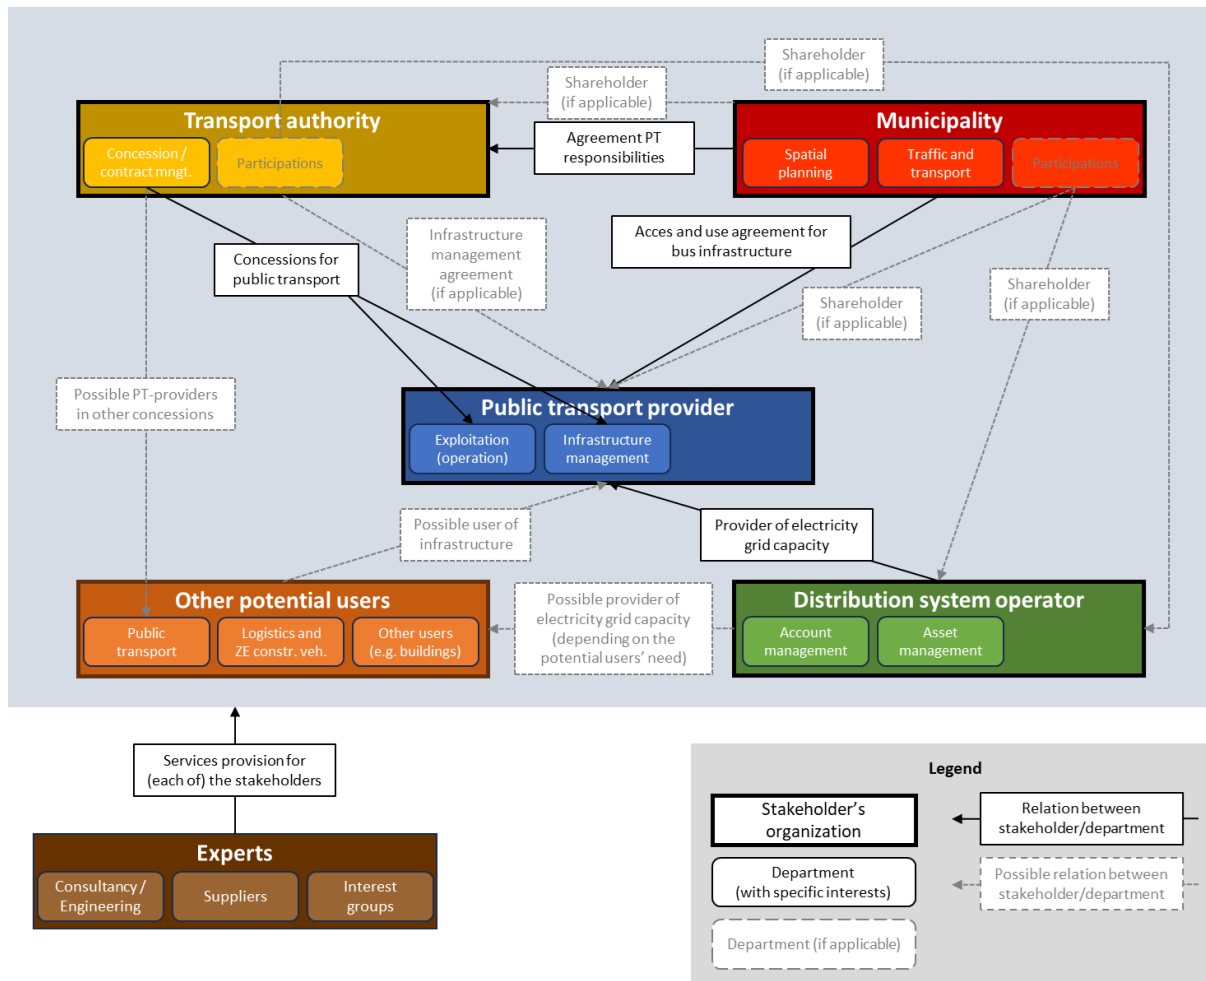 Shareholder
(if applicable)
Shareholder
(if applicable)
Transport authority
Concession /
contract mngt.
Participations
Agreement PT
responsibilities
Municipality
Spatial
planning
Traffic and
transport
Participations
Concessions for
public transport
Infrastructure
management
agreement
(if applicable)
Acces and use agreement for
bus infrastructure
Shareholder
(if applicable)
Shareholder
(if applicable)
Possible PT-providers
in other concessions
Public transport provider
Exploitation
(operation)
Infrastructure
management
Possible user of
infrastructure
Provider of electricity
grid capacity
Other potential users
Public
transport
Logistics and
ZE constr. veh.
Other users
(e.g. buildings)
Possible provider of
electricity grid capacity
(depending on the
potential users' need)
Distribution system operator
Account
management
Asset
management
Services provision for
(each of) the stakeholders
Experts
Consultancy /
Engineering
Suppliers
Interest
groups
Legend
Stakeholder's
organization
Relation between
stakeholder/department
Department
(with specific interests)
Possible relation between
stakeholder/department
Department (if applicable)